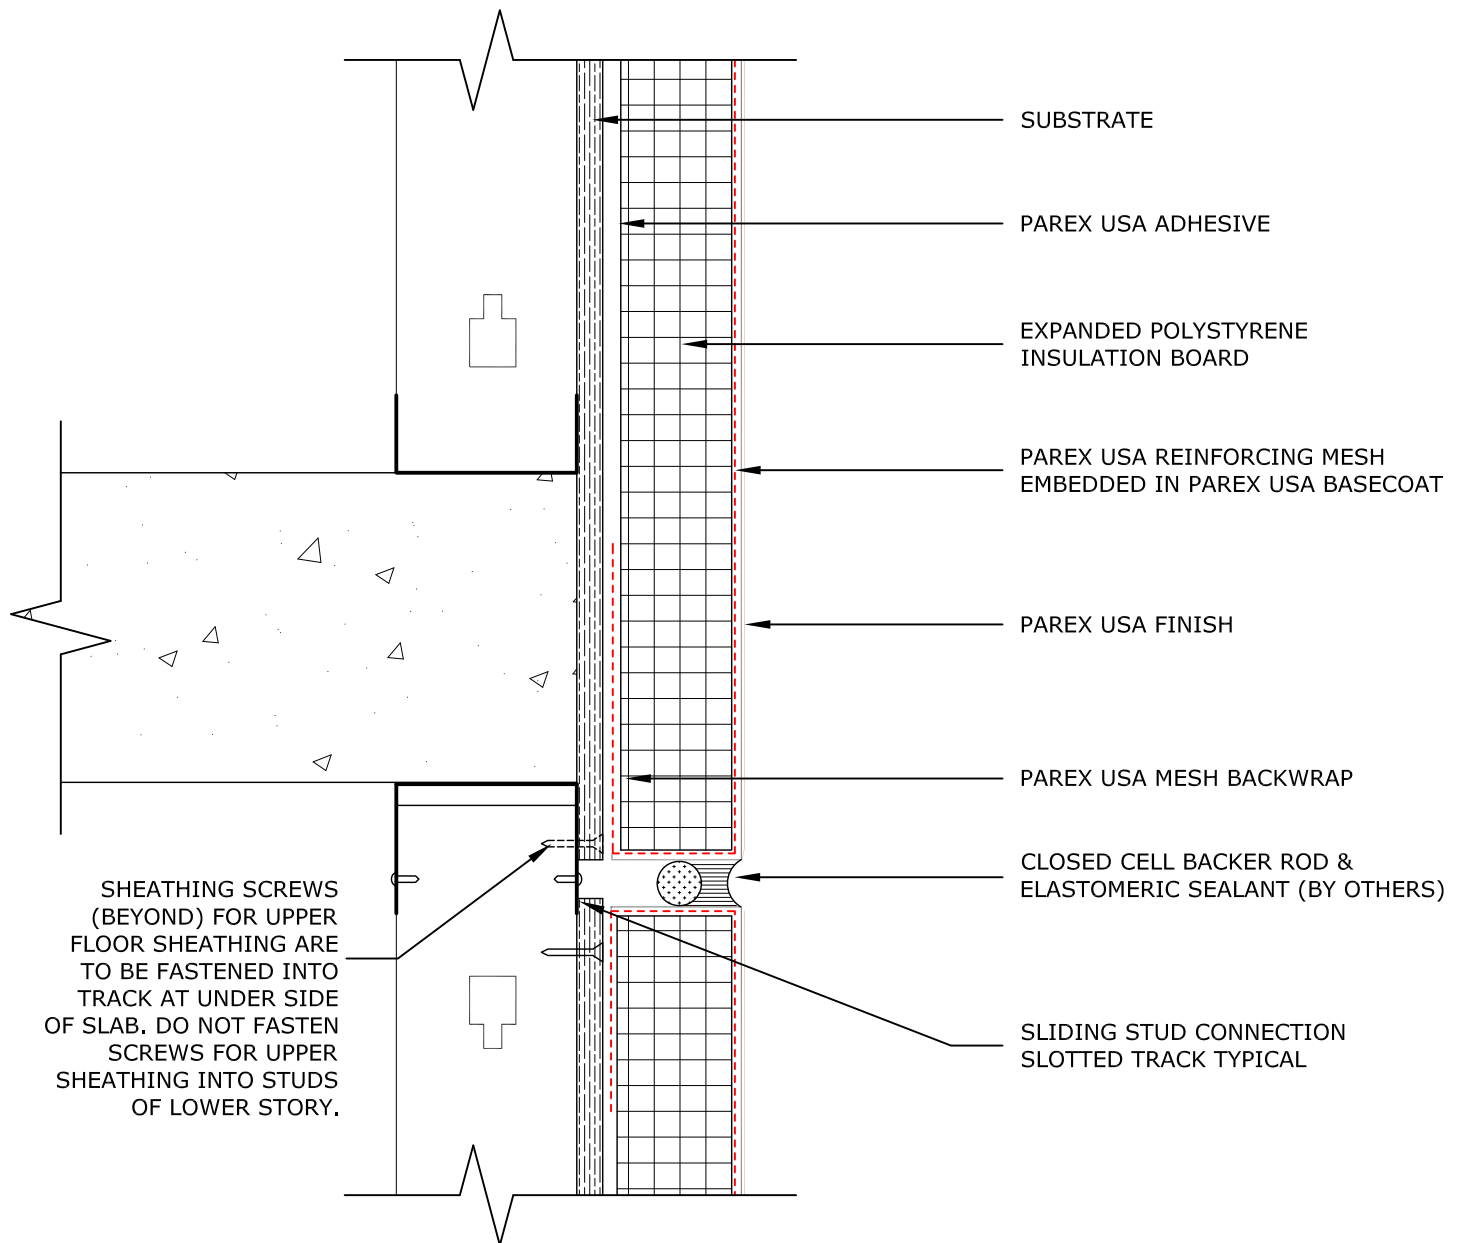 SUBSTRATE
PAREX USA ADHESIVE
EXPANDED POLYSTYRENE
INSULATION BOARD
PAREX USA REINFORCING MESH
EMBEDDED IN PAREX USA BASECOAT
PAREX USA FINISH
PAREX USA MESH BACKWRAP
CLOSED CELL BACKER ROD &
ELASTOMERIC SEALANT (BY OTHERS)
SLIDING STUD CONNECTION
SLOTTED TRACK TYPICAL
SHEATHING SCREWS
(BEYOND) FOR UPPER
FLOOR SHEATHING ARE
TO BE FASTENED INTO
TRACK AT UNDER SIDE
OF SLAB. DO NOT FASTEN
SCREWS FOR UPPER
SHEATHING INTO STUDS
OF LOWER STORY.